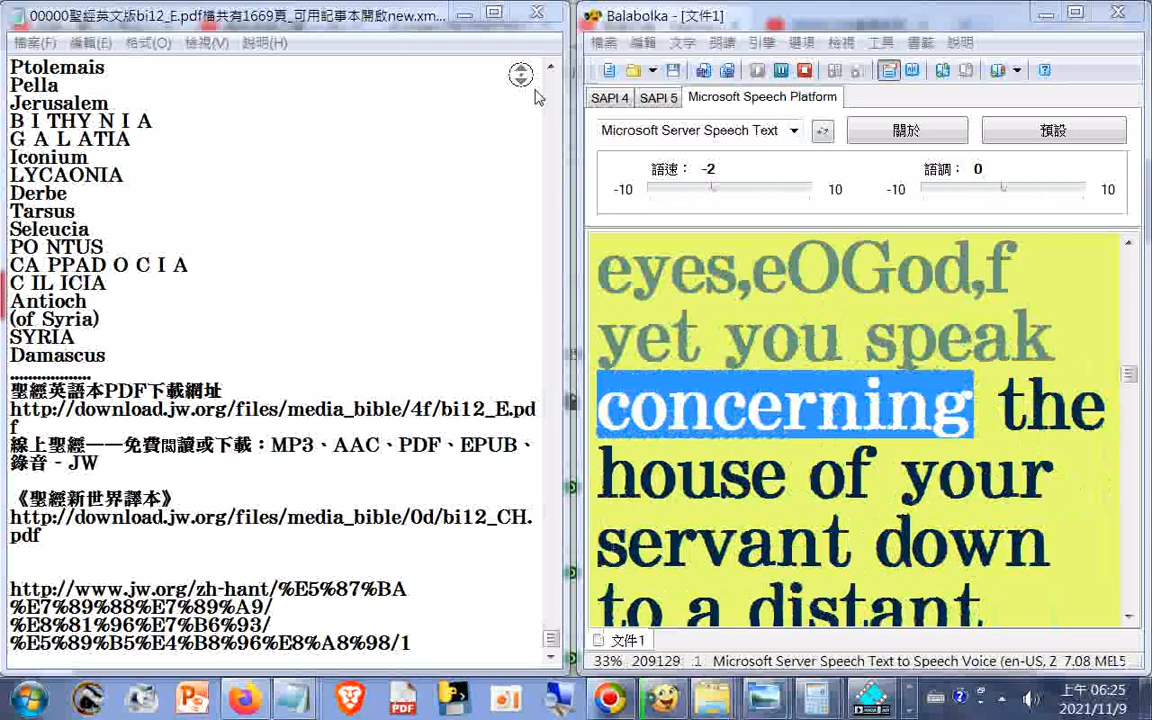 00000聖經英文版bi12_E.pdf檔共有1669頁_可用記事本開啟new.xm...
檔案(F) 編輯(E) 格式(O) 檢視(V) 說明(H)
Ptolemais
Pella
Jerusalem
B I THY N I A
G A L ATIA
Iconium
LYCAONIA
Derbe
Tarsus
Seleucia
PO NTUS
CA PPAD O C I A
C IL ICIA
Antioch
(of Syria)
SYRIA
Damascus
..................
聖經英語本PDF下載網址
http://download.jw.org/files/media_bible/4f/bi12_E.pd
f
線上聖經——免費閱讀或下載：MP3、AAC、PDF、EPUB、
錄音 - JW
《聖經新世界譯本》
http://download.jw.org/files/media_bible/0d/bi12_CH.
pdf
http://www.jw.org/zh-hant/%E5%87%BA
%E7%89%88%E7%89%A9/
%E8%81%96%E7%B6%93/
%E5%89%B5%E4%B8%96%E8%A8%98/1
Balabolka - [文件1]
檔案 編輯 文字 朗讀 引擎 選項 檢視 工具 書籤 說明
SAPI 4 SAPI 5 Microsoft Speech Platform
Microsoft Server Speech Text 關於 預設
語速： -2 語調： 0
-10 10 -10 10
eyes,eOGod,f
yet you speak
concerning the
house of your
servant down
to a distant
文件1
33% 209129 1 Microsoft Server Speech Text to Speech Voice (en-US, Z 7.08 MB
PDF
上午 06:25
2021/11/9